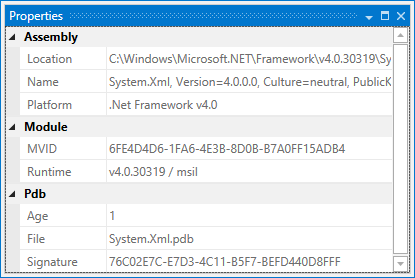 Properties
Assembly
Location C:\Windows\Microsoft.NET\Framework\v4.0.30319\Sy
Name System.Xml, Version=4.0.0.0, Culture=neutral, PublicK
Platform .Net Framework v4.0
Module
MVID 6FE4D4D6-1FA6-4E3B-8D0B-B7A0FF15ADB4
Runtime v4.0.30319 / msil
Pdb
Age 1
File System.Xml.pdb
Signature 76C02E7C-E7D3-4C11-B5F7-BEFD440D8FFF